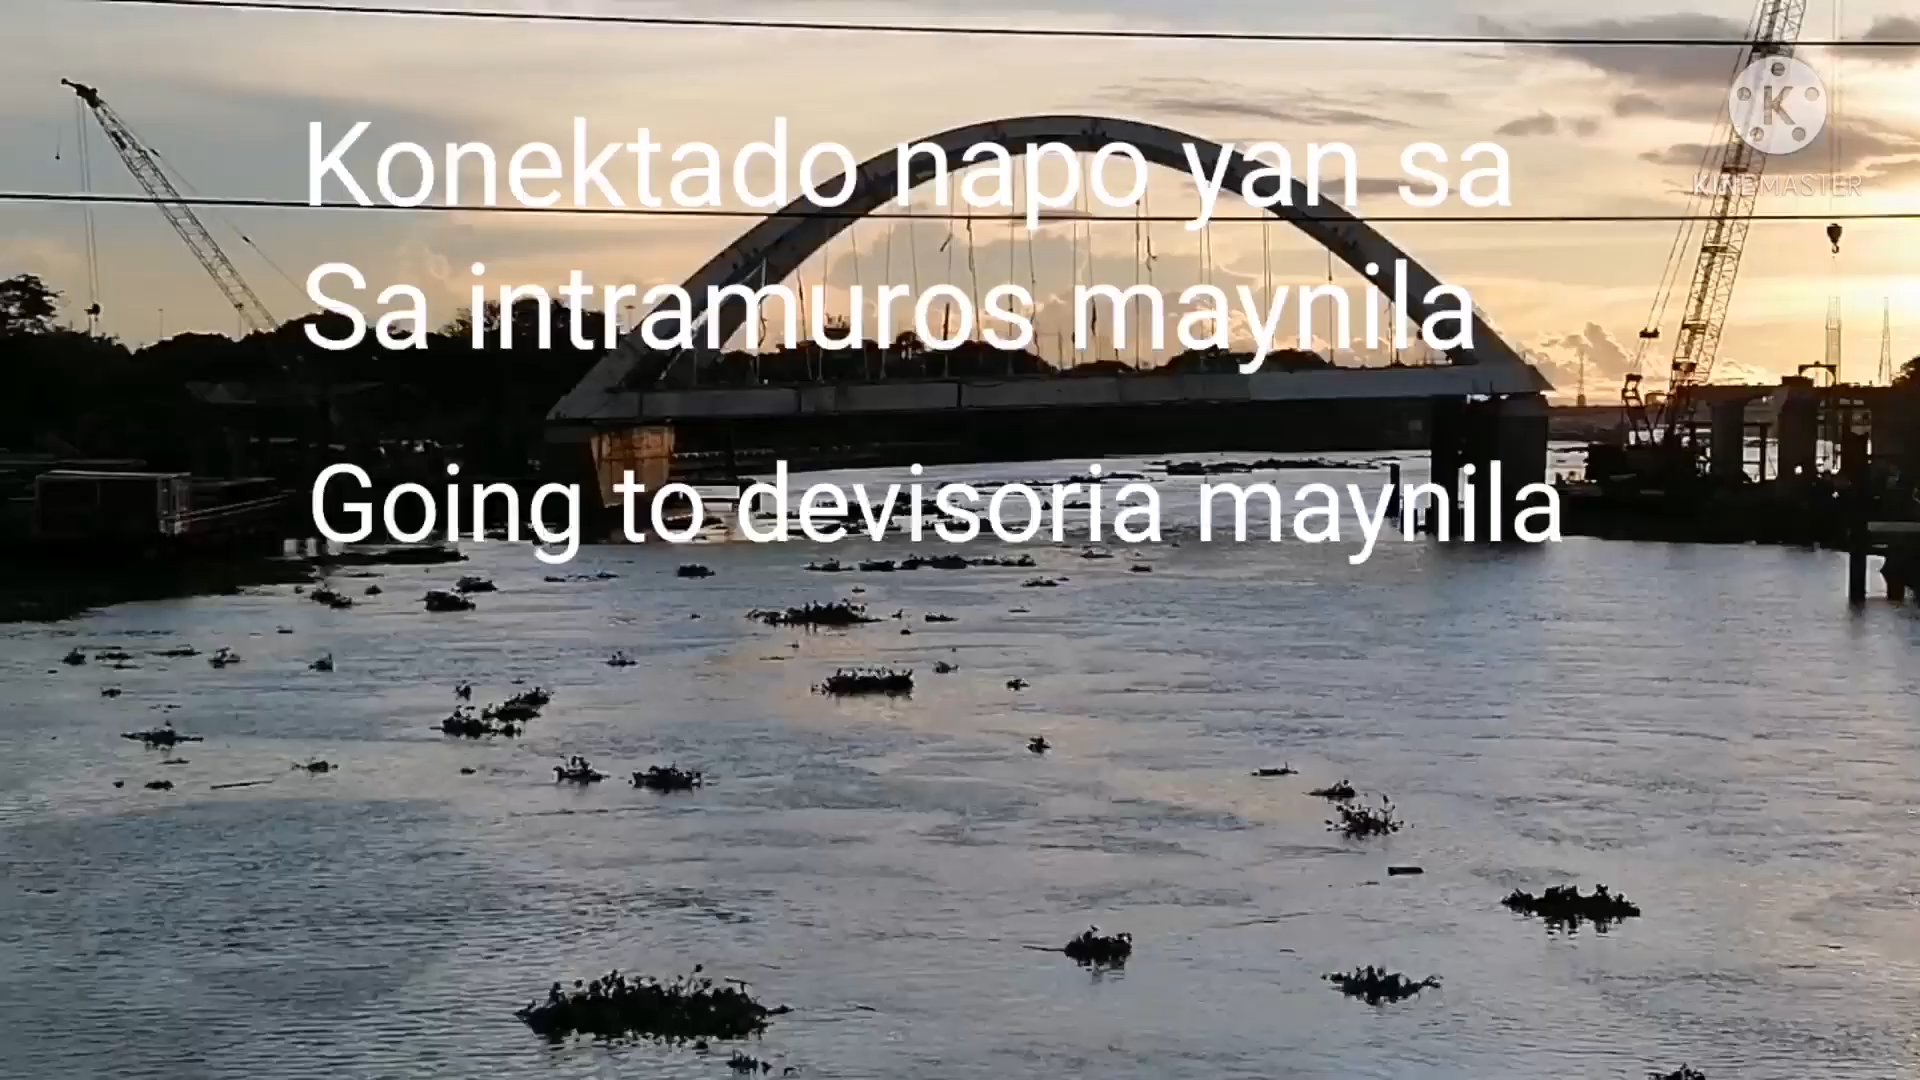 Konektado napo yan sa
Sa intramuros maynila
Going to devisoria maynila
K
KINEMASTER